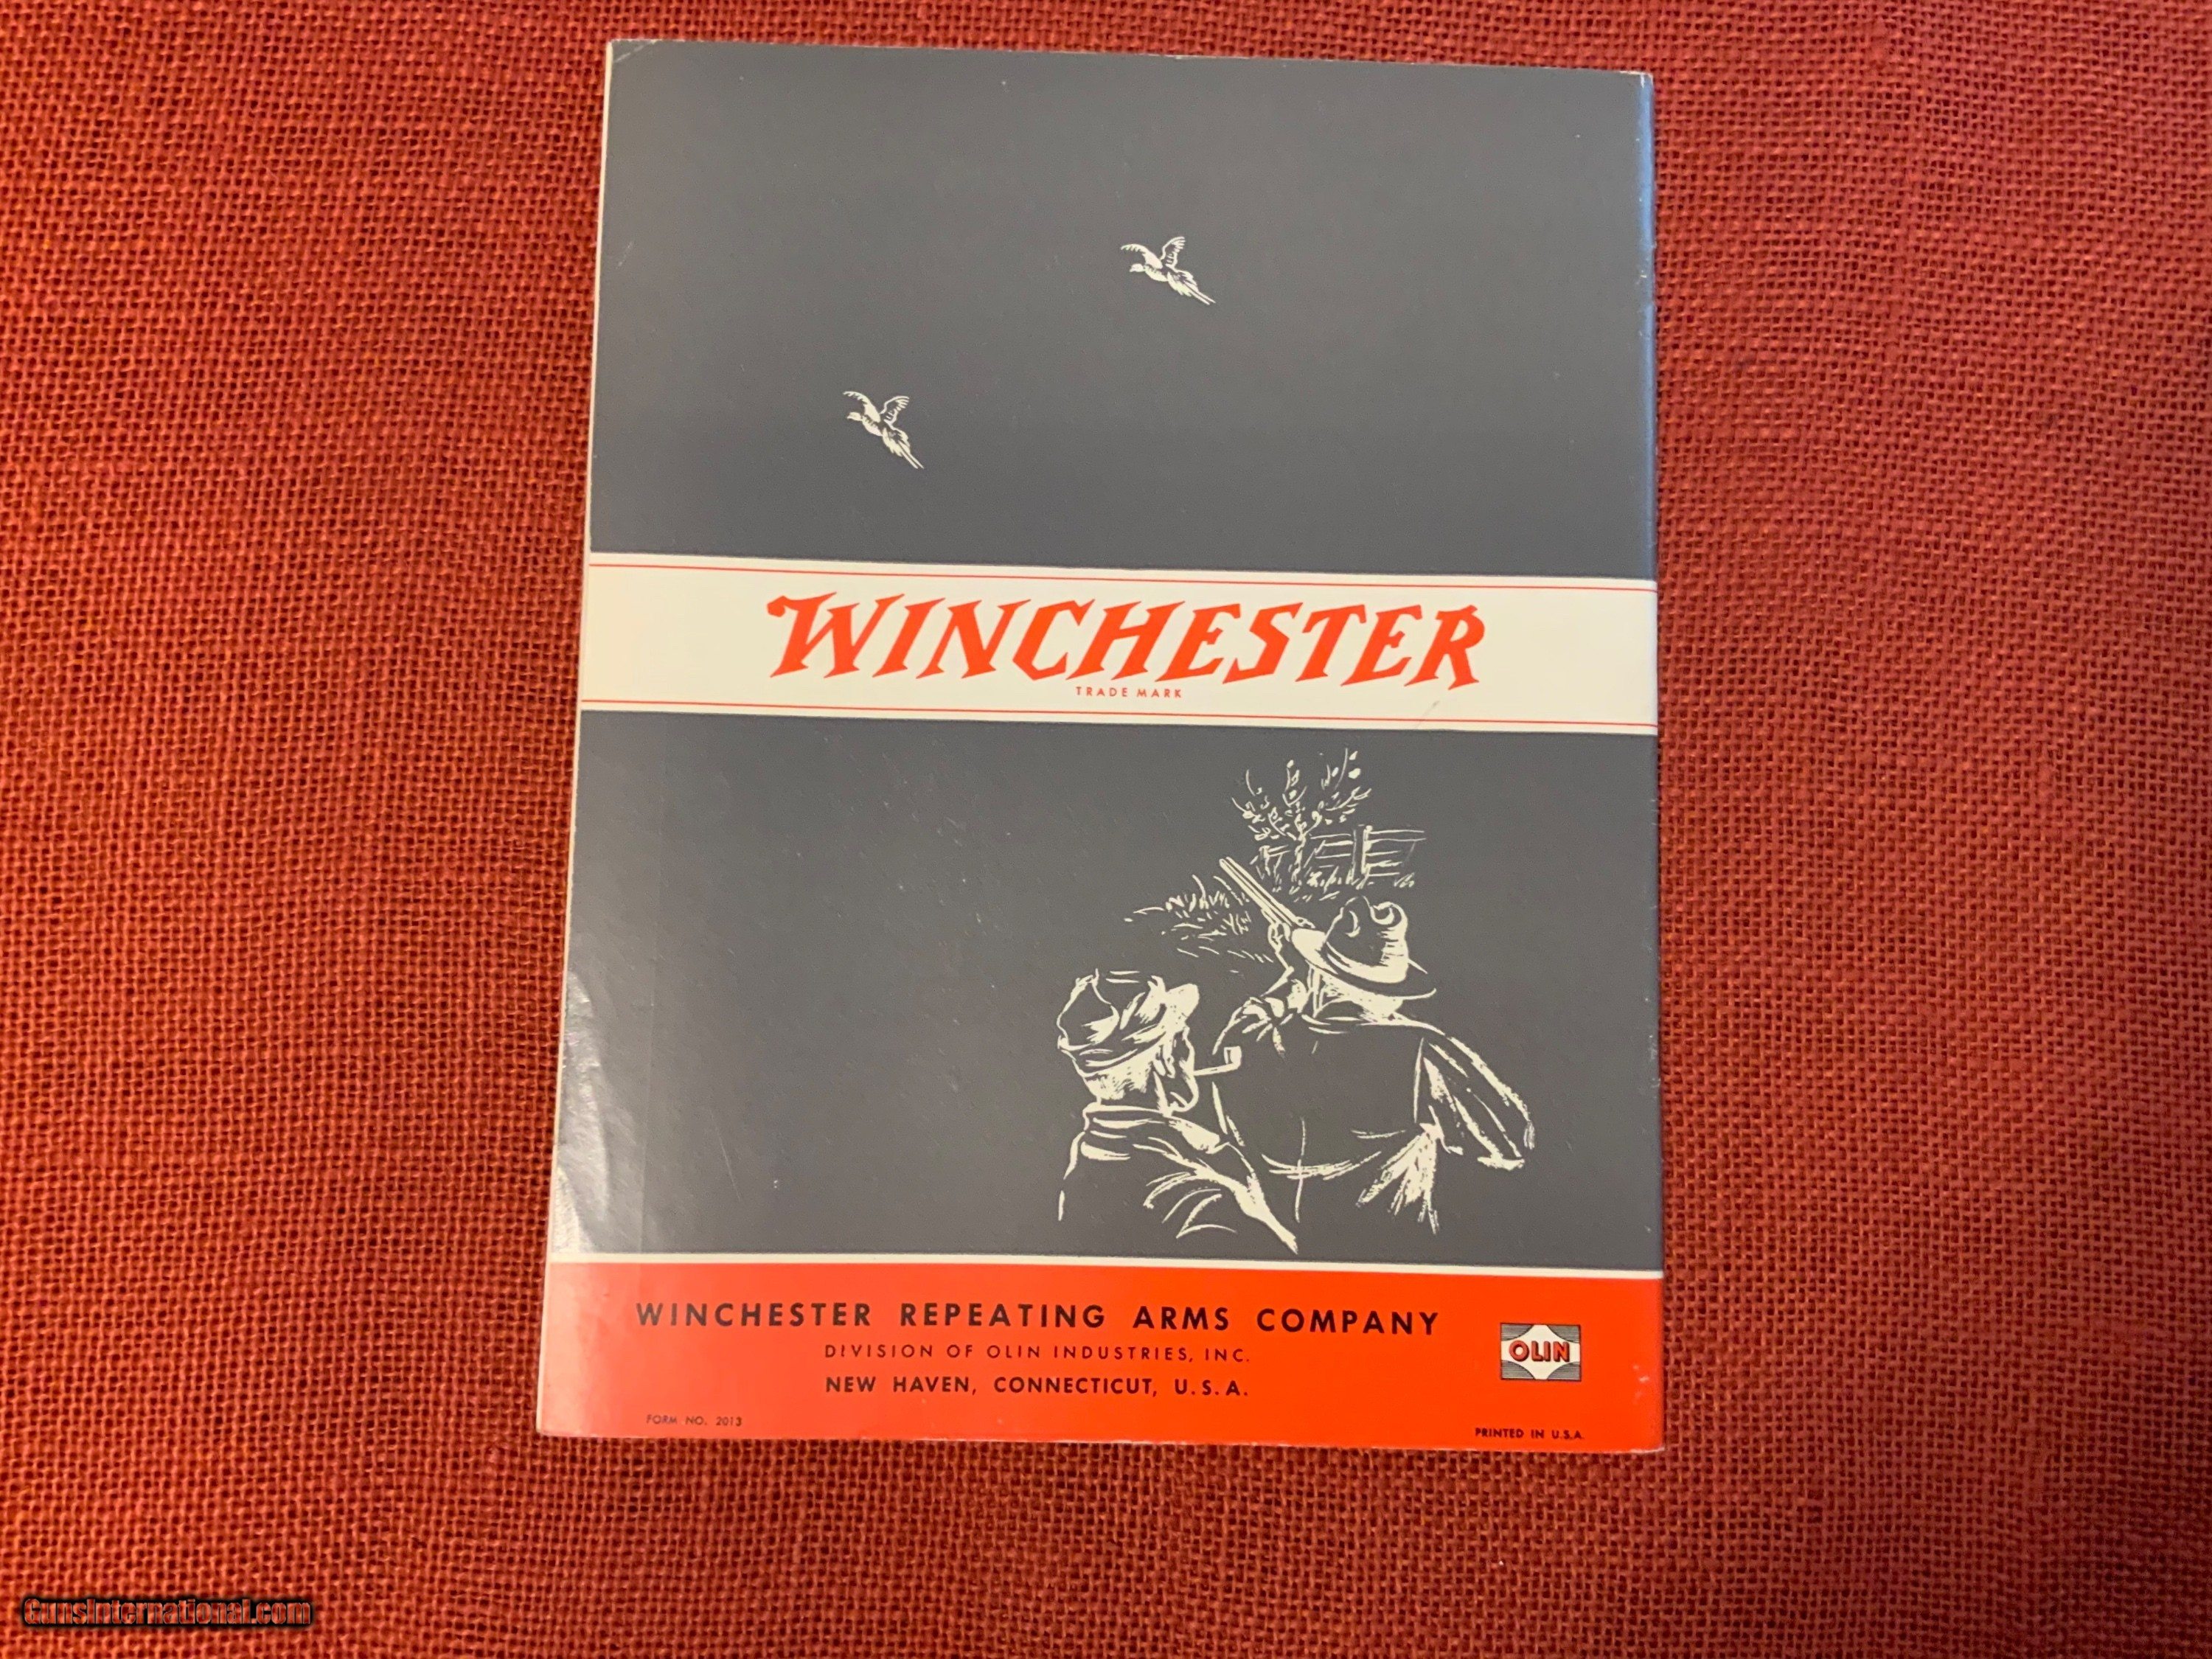 WINCHESTER
TRADE MARK
WINCHESTER REPEATING ARMS COMPANY
DIVISION OF OLIN INDUSTRIES, INC.
NEW HAVEN, CONNECTICUT, U.S.A.
OLIN
FORM NO. 2013
PRINTED IN U.S.A.
GunsInternational.com